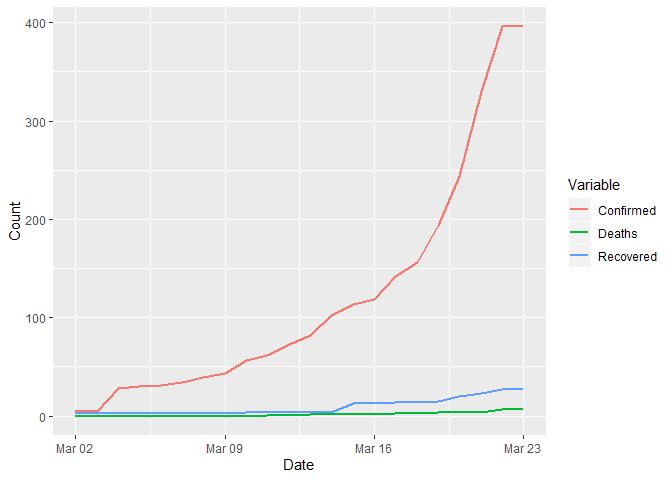 400
300
200
100
0
Count
Mar 02
Mar 09
Mar 16
Mar 23
Date
Variable
Confirmed
Deaths
Recovered